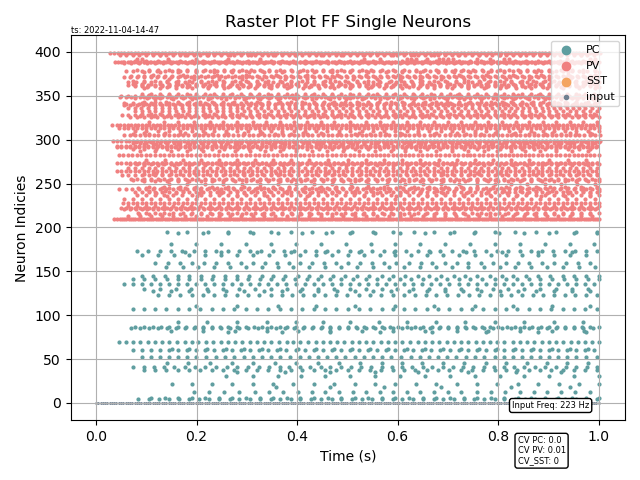 Raster Plot FF Single Neurons
ts: 2022-11-04-14-47
PC
PV
SST
input
Neuron Indicies
400
350
300
250
200
150
100
50
0
Input Freq: 223 Hz
0.0 0.2 0.4 0.6 0.8 1.0
Time (s)
CV PC: 0.0
CV PV: 0.01
CV_SST: 0